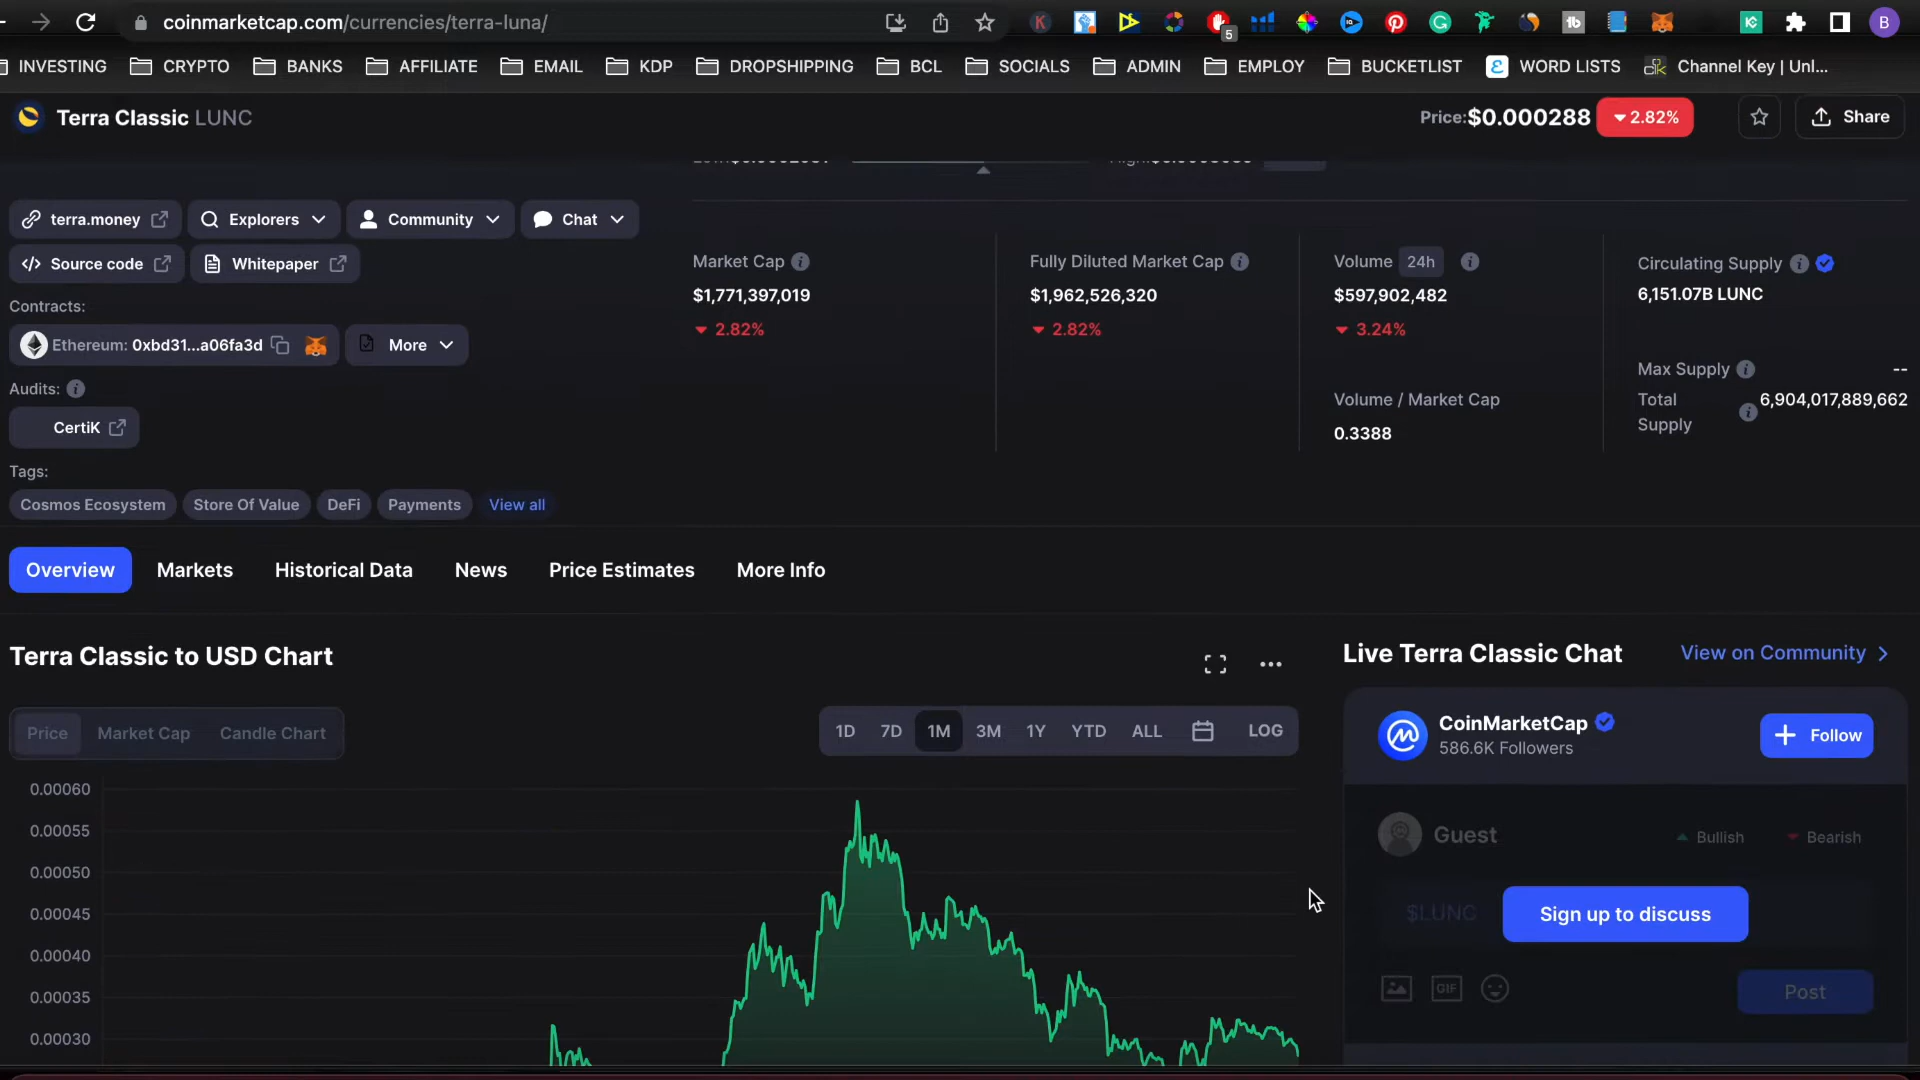 coinmarketcap.com/currencies/terra-luna/
5
B
INVESTING CRYPTO BANKS AFFILIATE EMAIL KDP DROPSHIPPING BCL SOCIALS ADMIN EMPLOY BUCKETLIST WORD LISTS Channel Key | Unl...
Terra Classic LUNC
Price:$0.000288 2.82%
Share
terra.money Explorers Community Chat
Source code Whitepaper
Contracts:
Ethereum: 0xbd31...a06fa3d More
Audits:
CertiK
Tags:
Cosmos Ecosystem Store Of Value DeFi Payments View all
Market Cap
$1,771,397,019
2.82%
Fully Diluted Market Cap
$1,962,526,320
2.82%
Volume 24h
$597,902,482
3.24%
Volume / Market Cap
0.3388
Circulating Supply
6,151.07B LUNC
Max Supply --
Total Supply 6,904,017,889,662
Overview Markets Historical Data News Price Estimates More Info
Terra Classic to USD Chart
Price Market Cap Candle Chart
1D 7D 1M 3M 1Y YTD ALL LOG
0.00060
0.00055
0.00050
0.00045
0.00040
0.00035
0.00030
Live Terra Classic Chat View on Community
CoinMarketCap
586.6K Followers
Follow
Guest Bullish Bearish
$LUNC Sign up to discuss
GIF Post